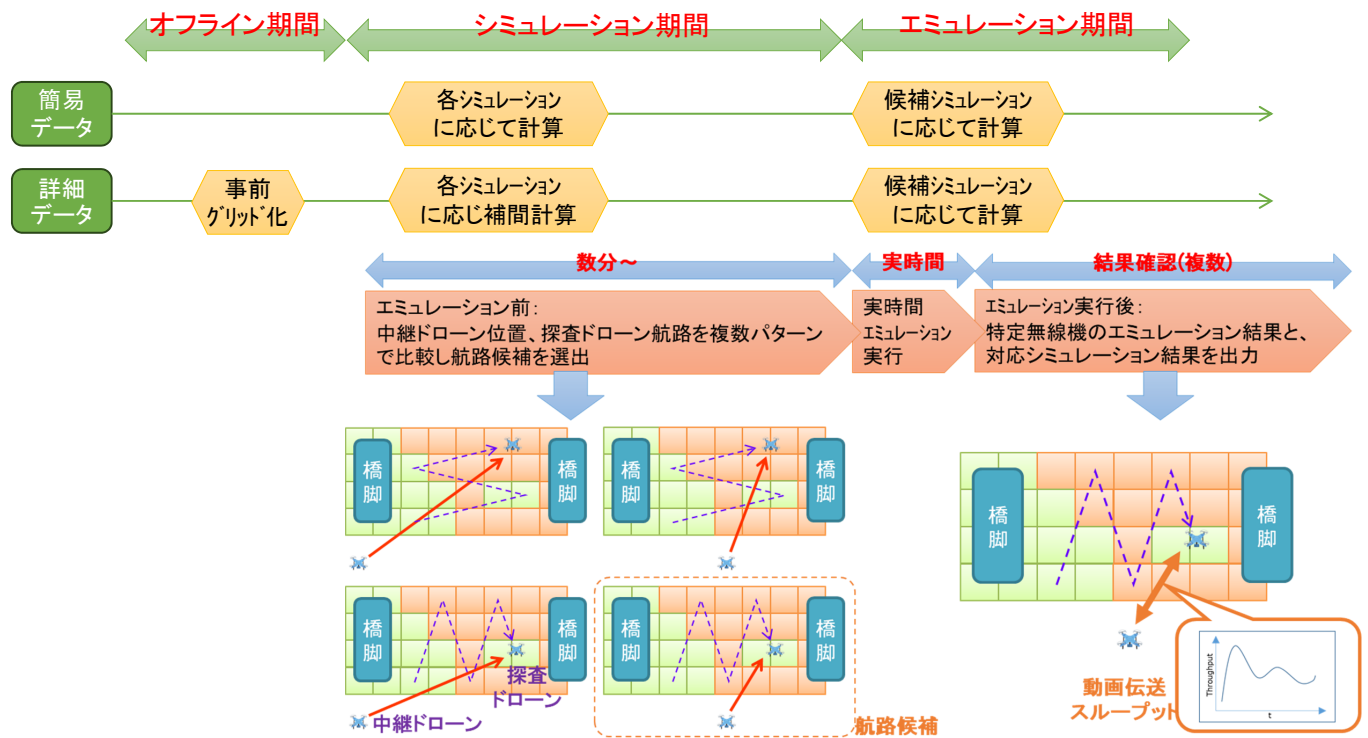 オフライン期間
シミュレーション期間
エミュレーション期間
簡易
データ
各シミュレーション
に応じて計算
候補シミュレーション
に応じて計算
詳細
データ
事前
グリッド化
各シミュレーション
に応じ補間計算
候補シミュレーション
に応じて計算
数分～
実時間
結果確認(複数)
エミュレーション前：
中継ドローン位置、探査ドローン航路を複数パターン
で比較し航路候補を選出
実時間
エミュレーション
実行
エミュレーション実行後：
特定無線機のエミュレーション結果と、
対応シミュレーション結果を出力
橋
脚
橋
脚
橋
脚
橋
脚
橋
脚
橋
脚
橋
脚
橋
脚
探査
ドローン
中継ドローン
航路候補
橋
脚
橋
脚
動画伝送
スループット
Throughput
t